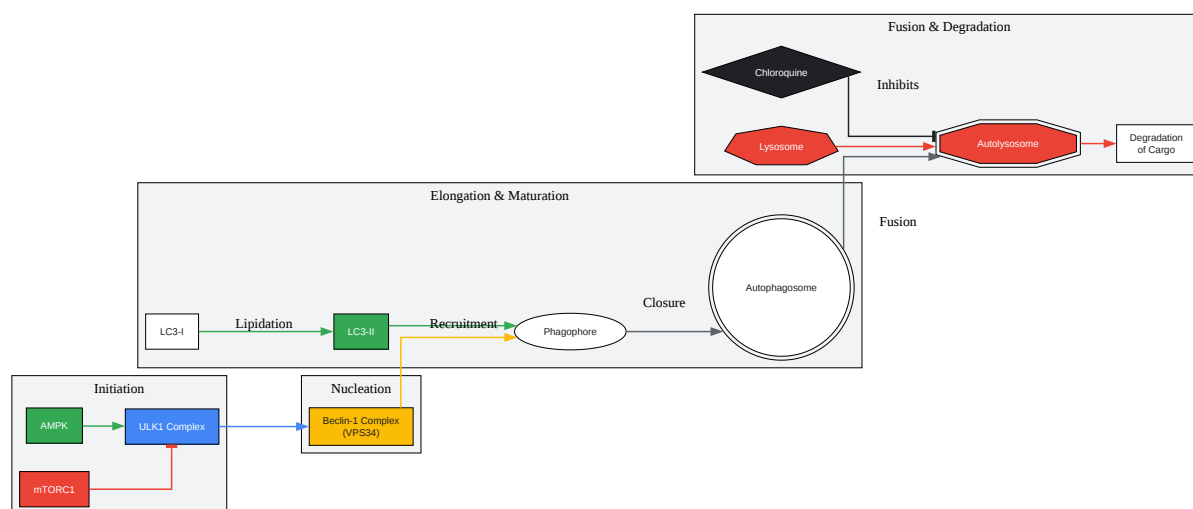 Fusion & Degradation
Chloroquine
Inhibits
Lysosome
Autolysosome
Degradation
of Cargo
Elongation & Maturation
Fusion
Autophagosome
Closure
LC3-I
Lipidation
LC3-II
Recruitment
Phagophore
Initiation
AMPK
ULK1 Complex
mTORC1
Nucleation
Beclin-1 Complex
(VPS34)